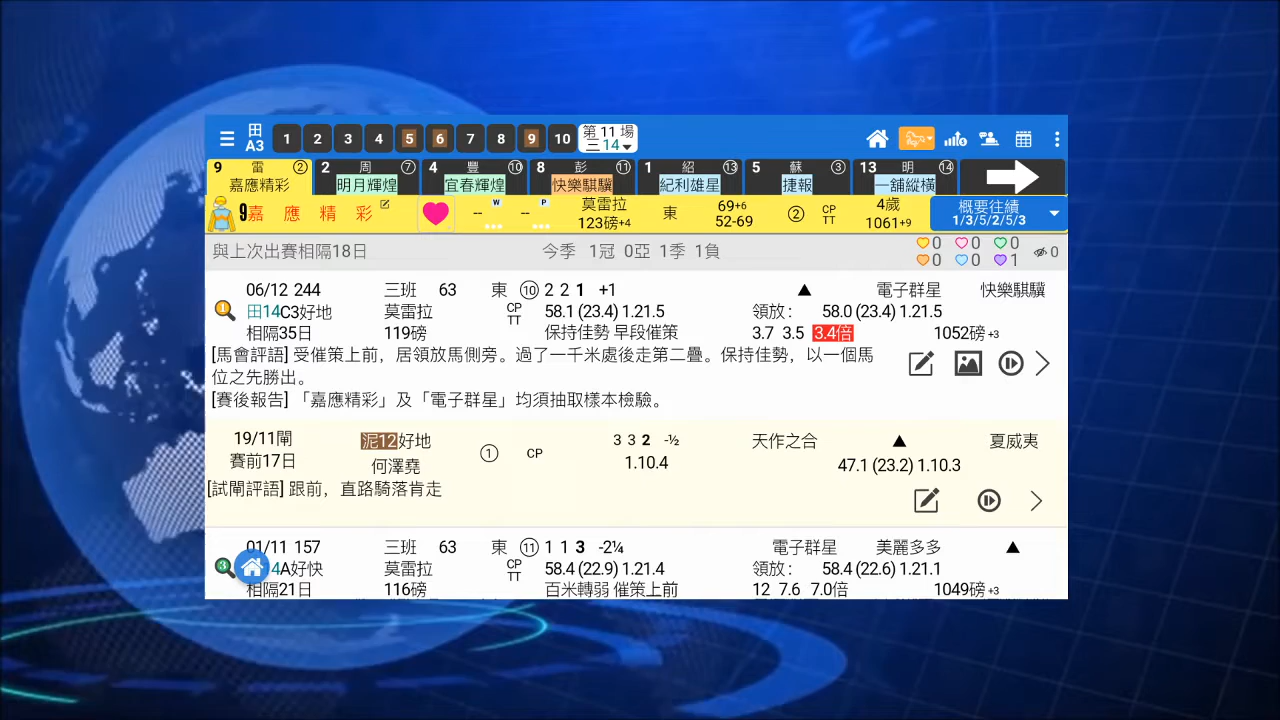 田 A3 1 2 3 4 5 6 7 8 9 10 第 11 場 三 14
9 雷 ② 2 周 ⑦ 4 豐 ⑩ 8 彭 ⑪ 1 紹 ⑬ 5 蘇 ③ 13 明 ⑭
嘉應精彩 明月輝煌 宜春輝煌 快樂騏驥 紀利雄星 捷報 一舖縱橫
9嘉 應 精 彩 -- W -- P 莫雷拉 東 69+6 ② CP 4歲 概要往績
123磅+4 52-69 TT 1061+9 1/3/5/2/5/3
與上次出賽相隔18日 今季 1冠 0亞 1季 1負 0 0 0 0
0 0 1
06/12 244 三班 63 東 ⑩ 2 2 1 +1 ▲ 電子群星 快樂騏驥
1 田14C3好地 莫雷拉 CP 58.1 (23.4) 1.21.5 領放: 58.0 (23.4) 1.21.5
相隔35日 119磅 TT 保持佳勢 早段催策 3.7 3.5 3.4倍 1052磅+3
[馬會評語] 受催策上前，居領放馬側旁。過了一千米處後走第二疊。保持佳勢，以一個馬
位之先勝出。
[賽後報告] 「嘉應精彩」及「電子群星」均須抽取樣本檢驗。
19/11閘 泥12好地 ① CP 3 3 2 -½ 天作之合 ▲ 夏威夷
賽前17日 何澤堯 1.10.4 47.1 (23.2) 1.10.3
[試閘評語] 跟前，直路騎落肯走
01/11 157 三班 63 東 ⑪ 1 1 3 -2¼ 電子群星 美麗多多 ▲
3 4A好快 莫雷拉 CP 58.4 (22.9) 1.21.4 領放: 58.4 (22.6) 1.21.1
相隔21日 116磅 TT 百米轉弱 催策上前 12 7.6 7.0倍 1049磅+3